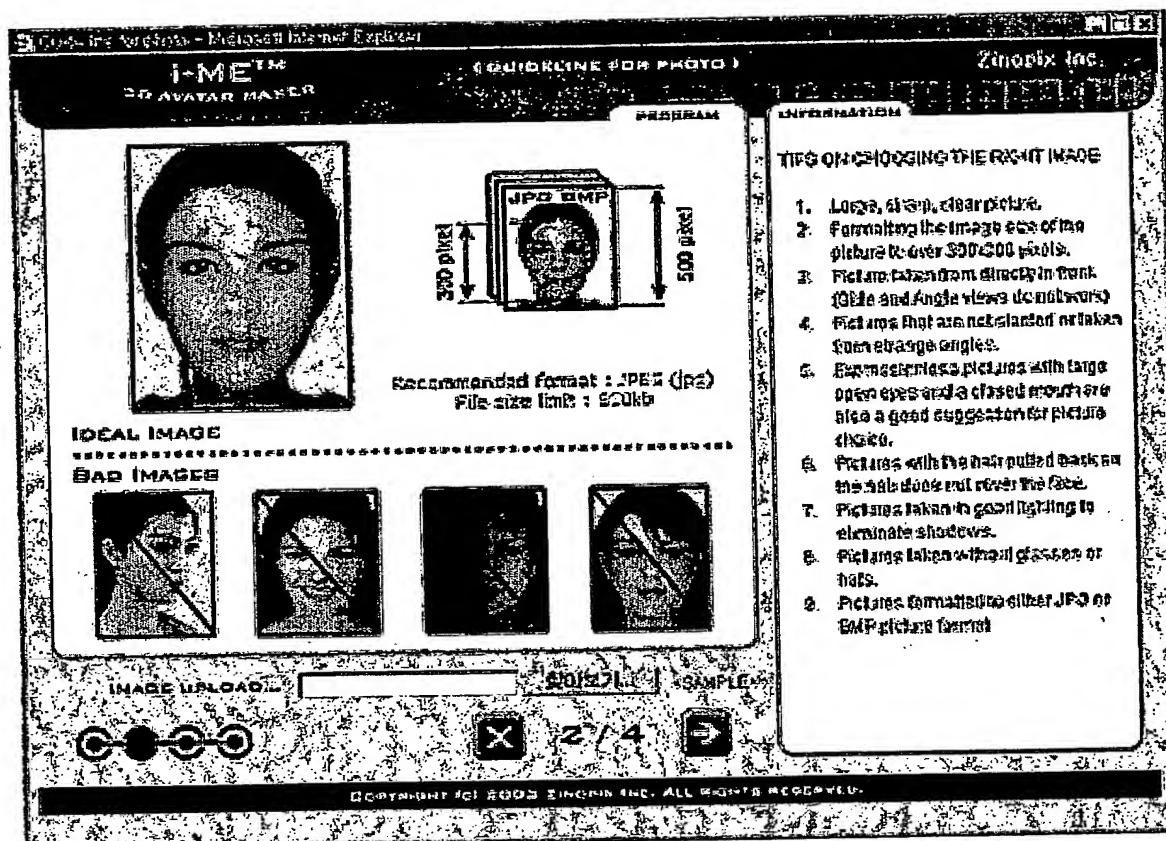 Microsoft Internet Explorer
i-ME™
AVATAR MAKER
( GUIDELINE FOR PHOTO )
Zinopix Inc.
PROGRAM
INFORMATION
JPG BMP
300 pixel
500 pixel
Recommended format : JPEG (jpg)
File size limit :
IDEAL IMAGE
BAD IMAGES
TIPS ON CHOOSING THE RIGHT IMAGE
1. Large, sharp, clear picture.
2. Formatting the image size of the
picture to over 300x300 pixels.
3. Picture taken from directly in front.
(Side and Angle views do not work)
4. Pictures that are not slanted or taken
from strange angles.
5. Expressionless pictures with large
open eyes and a closed mouth are
also a good suggestion for picture
choice.
6. Pictures with the hair pulled back so
the hair does not cover the face.
7. Pictures taken in good lighting to
eliminate shadows.
8. Pictures taken without glasses or
hats.
9. Pictures formatted to either JPG or
BMP picture format
IMAGE UPLOAD...
SAMPLE
2 / 4
COPYRIGHT (c) 2003 ZINOPIX INC. ALL RIGHTS RESERVED.